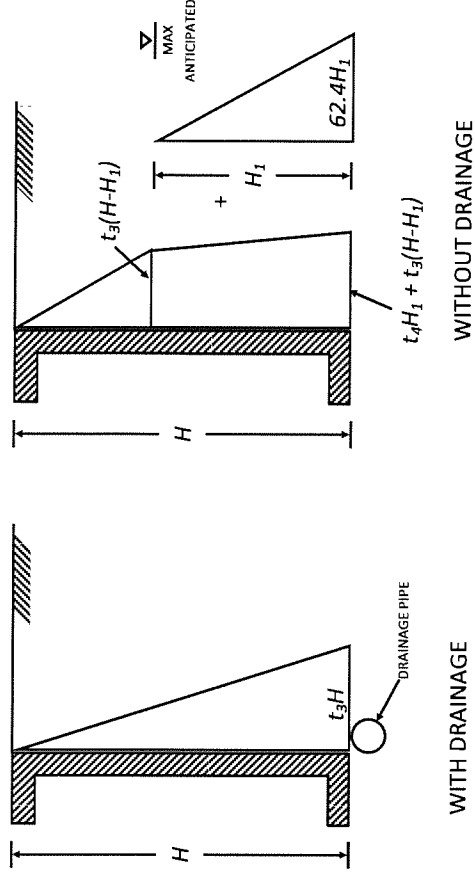 H
t₃H
DRAINAGE PIPE
WITH DRAINAGE
H
t₃(H-H₁)
t₄H₁ + t₃(H-H₁)
+
H₁
62.4H₁
MAX
ANTICIPATED
WITHOUT DRAINAGE